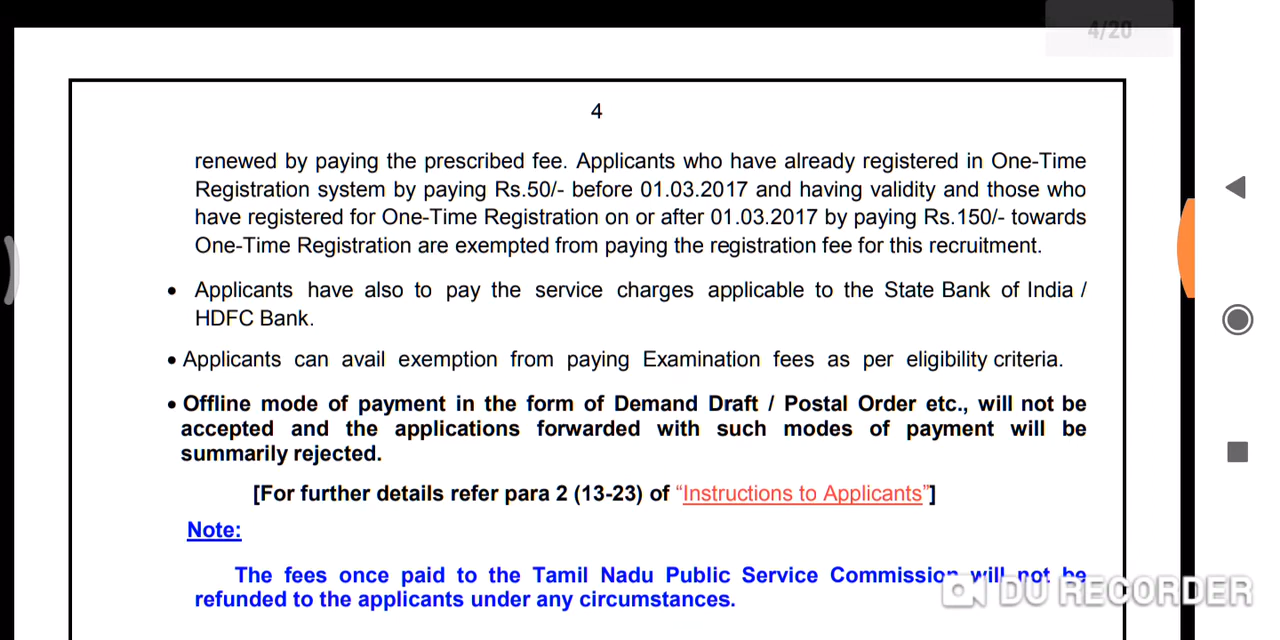 4/20
4
renewed by paying the prescribed fee. Applicants who have already registered in One-Time
Registration system by paying Rs.50/- before 01.03.2017 and having validity and those who
have registered for One-Time Registration on or after 01.03.2017 by paying Rs.150/- towards
One-Time Registration are exempted from paying the registration fee for this recruitment.
• Applicants have also to pay the service charges applicable to the State Bank of India /
HDFC Bank.
• Applicants can avail exemption from paying Examination fees as per eligibility criteria.
• Offline mode of payment in the form of Demand Draft / Postal Order etc., will not be
accepted and the applications forwarded with such modes of payment will be
summarily rejected.
[For further details refer para 2 (13-23) of “Instructions to Applicants”]
Note:
The fees once paid to the Tamil Nadu Public Service Commission will not be
refunded to the applicants under any circumstances.
DU RECORDER